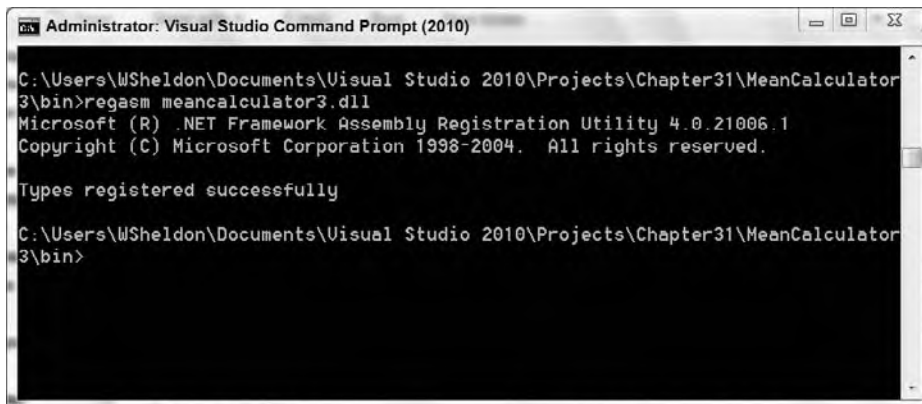 Administrator: Visual Studio Command Prompt (2010)
C:\Users\WSheldon\Documents\Visual Studio 2010\Projects\Chapter31\MeanCalculator
3\bin>regasm meancalculator3.dll
Microsoft (R) .NET Framework Assembly Registration Utility 4.0.21006.1
Copyright (C) Microsoft Corporation 1998-2004.  All rights reserved.
Types registered successfully
C:\Users\WSheldon\Documents\Visual Studio 2010\Projects\Chapter31\MeanCalculator
3\bin>